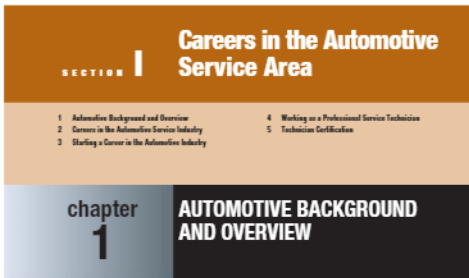 SECTION I
Careers in the Automotive
Service Area
1 Automotive Background and Overview
2 Careers in the Automotive Service Industry
3 Starting a Career in the Automotive Industry
4 Working as a Professional Service Technician
5 Technician Certification
chapter
1
AUTOMOTIVE BACKGROUND
AND OVERVIEW